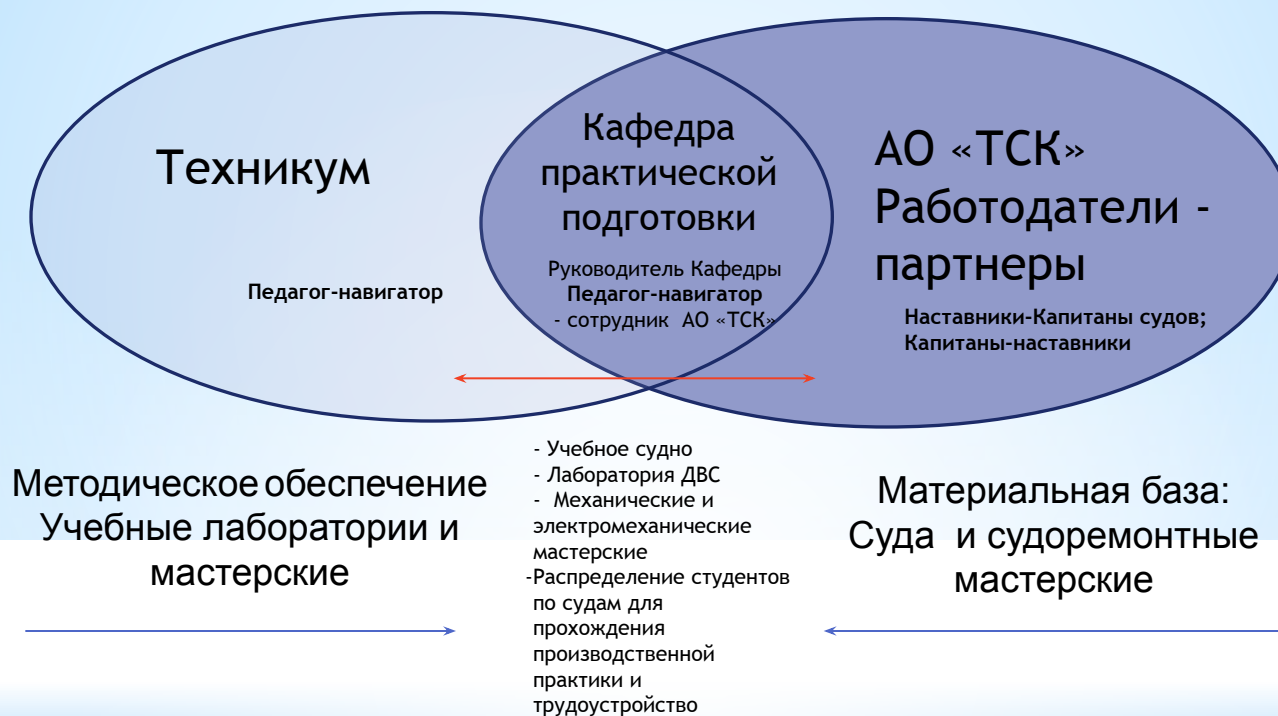 Техникум
Педагог-навигатор
Кафедра
практической
подготовки
Руководитель Кафедры
Педагог-навигатор
- сотрудник АО «ТСК»
АО «ТСК»
Работодатели -
партнеры
Наставники-Капитаны судов;
Капитаны-наставники
Методическое обеспечение
Учебные лаборатории и
мастерские
- Учебное судно
- Лаборатория ДВС
- Механические и
электромеханические
мастерские
-Распределение студентов
по судам для
прохождения
производственной
практики и
трудоустройство
Материальная база:
Суда и судоремонтные
мастерские